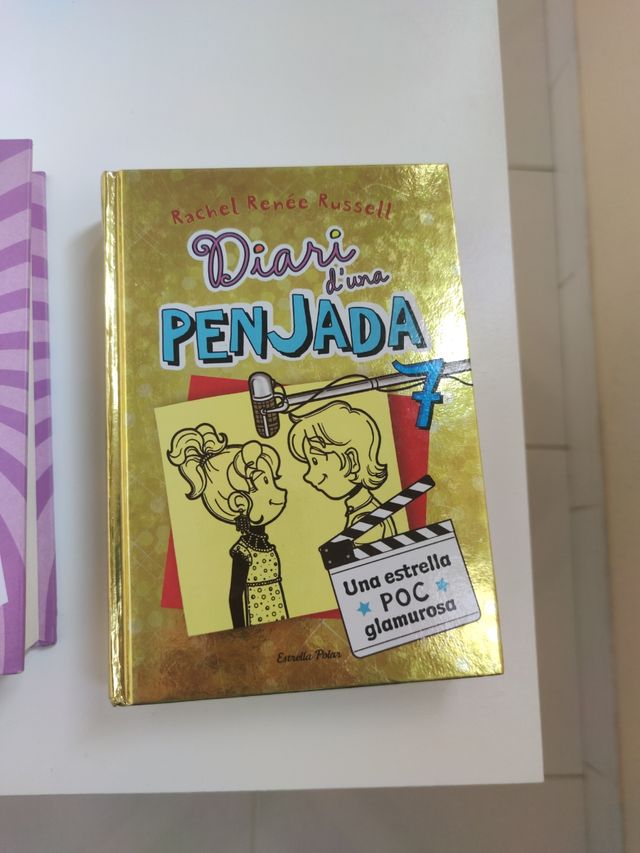 Rachel Renée Russell
Diari
d'una
PENJADA
7
Una estrella
POC
glamurosa
Estrella Polar